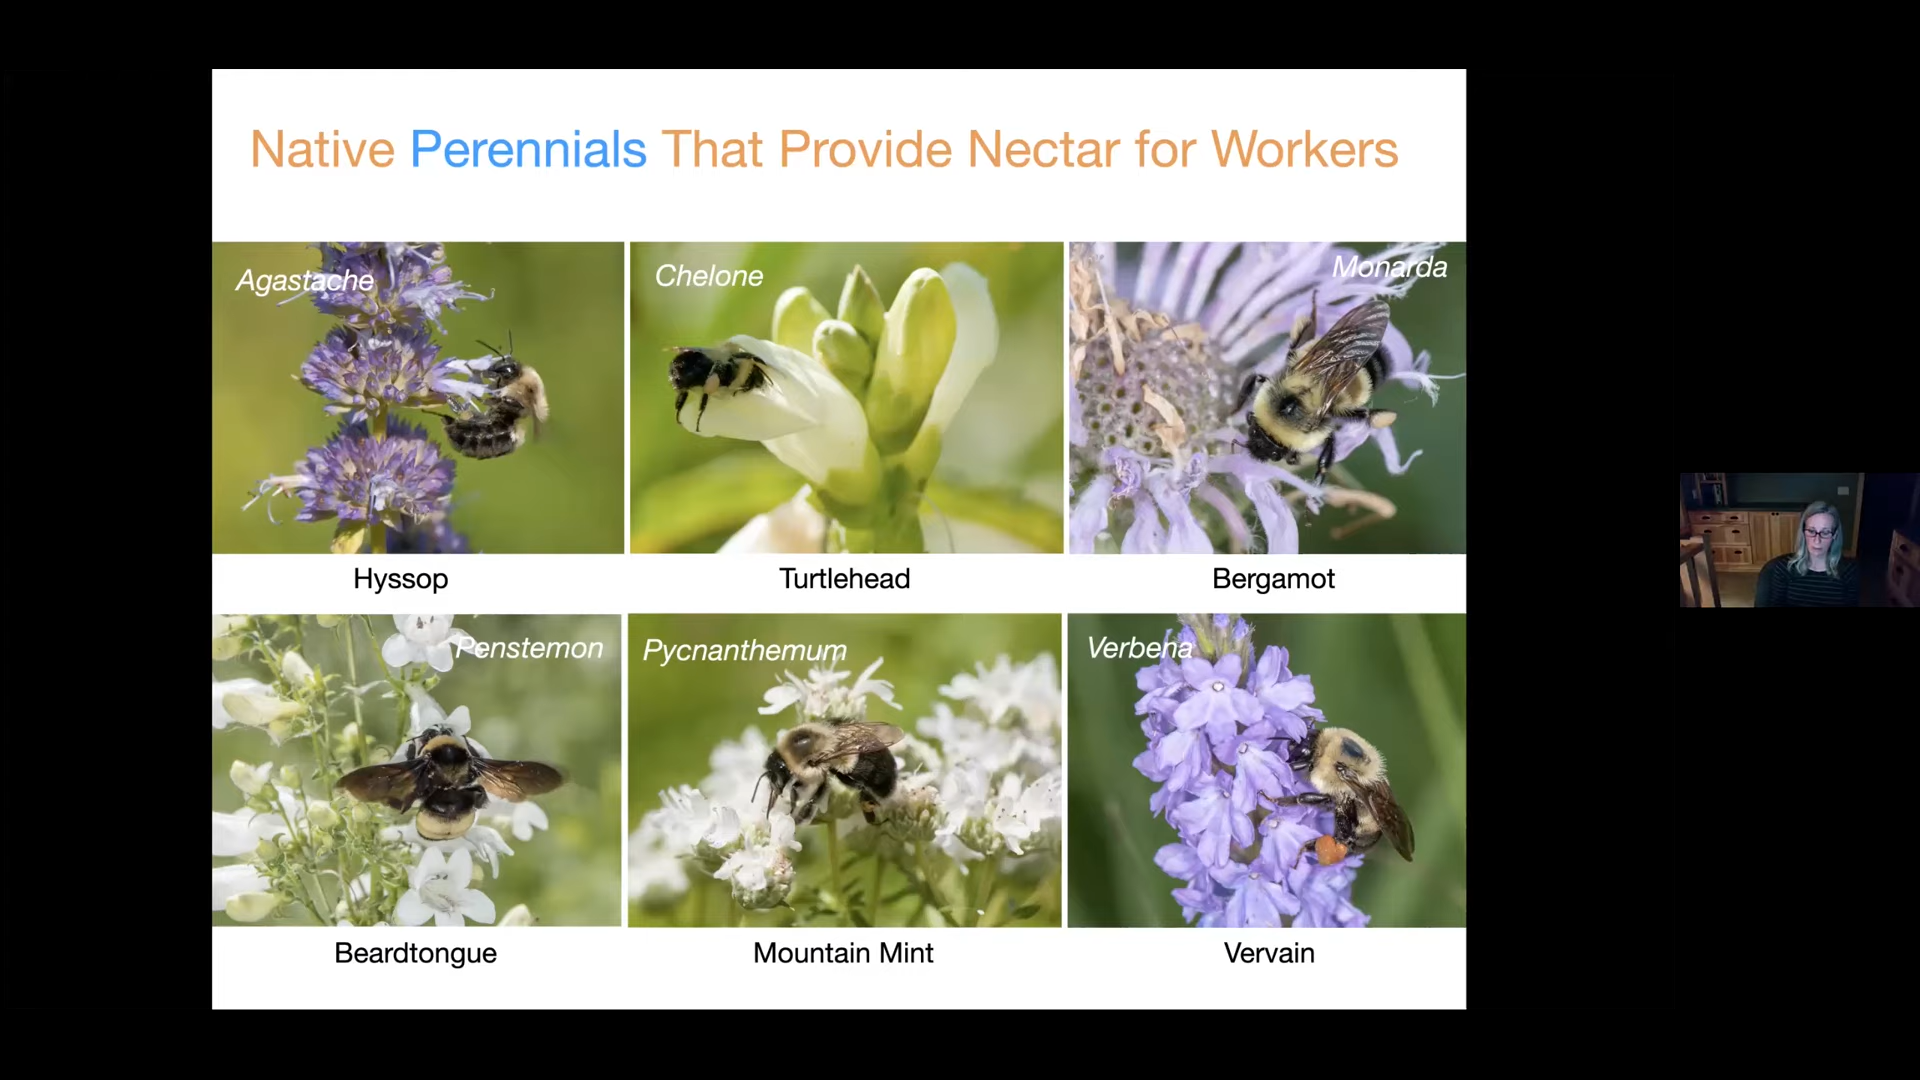 Native Perennials That Provide Nectar for Workers
Agastache
Chelone
Monarda
Hyssop
Turtlehead
Bergamot
Penstemon
Pycnanthemum
Verbena
Beardtongue
Mountain Mint
Vervain